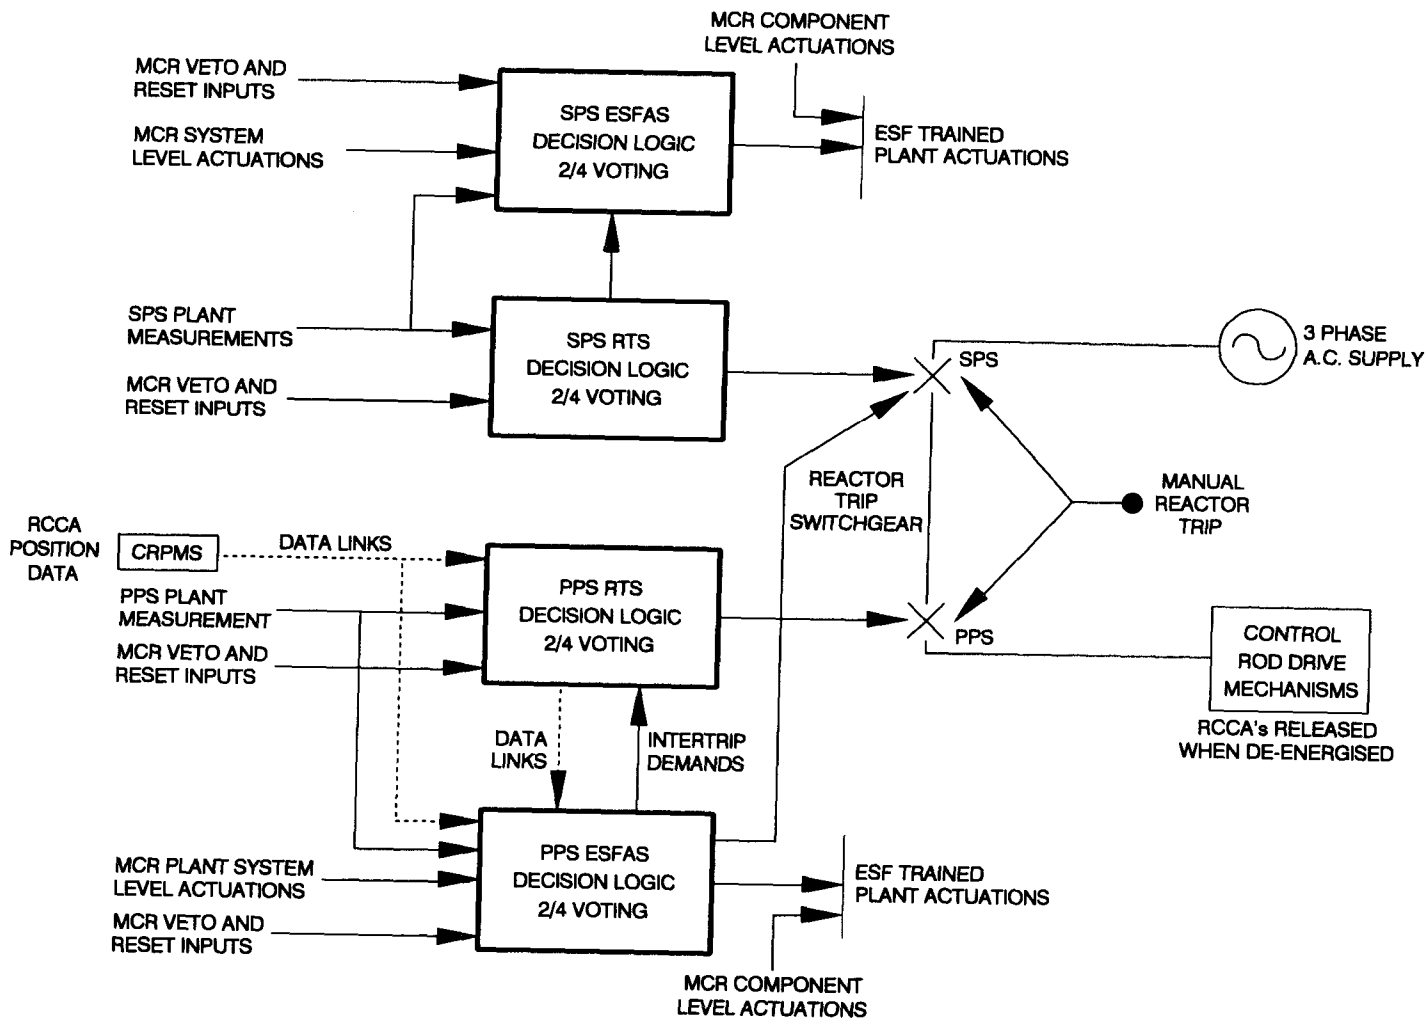 MCR COMPONENT
LEVEL ACTUATIONS
MCR VETO AND
RESET INPUTS
MCR SYSTEM
LEVEL ACTUATIONS
SPS ESFAS
DECISION LOGIC
2/4 VOTING
ESF TRAINED
PLANT ACTUATIONS
SPS PLANT
MEASUREMENTS
MCR VETO AND
RESET INPUTS
SPS RTS
DECISION LOGIC
2/4 VOTING
SPS
3 PHASE
A.C. SUPPLY
REACTOR
TRIP
SWITCHGEAR
MANUAL
REACTOR
TRIP
RCCA
POSITION
DATA
CRPMS
DATA LINKS
PPS PLANT
MEASUREMENT
MCR VETO AND
RESET INPUTS
PPS RTS
DECISION LOGIC
2/4 VOTING
PPS
CONTROL
ROD DRIVE
MECHANISMS
RCCA's RELEASED
WHEN DE-ENERGISED
DATA
LINKS
INTERTRIP
DEMANDS
MCR PLANT SYSTEM
LEVEL ACTUATIONS
MCR VETO AND
RESET INPUTS
PPS ESFAS
DECISION LOGIC
2/4 VOTING
ESF TRAINED
PLANT ACTUATIONS
MCR COMPONENT
LEVEL ACTUATIONS